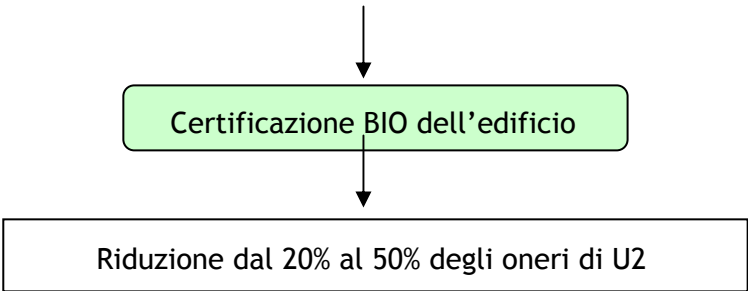 Certificazione BIO dell’edificio
Riduzione dal 20% al 50% degli oneri di U2